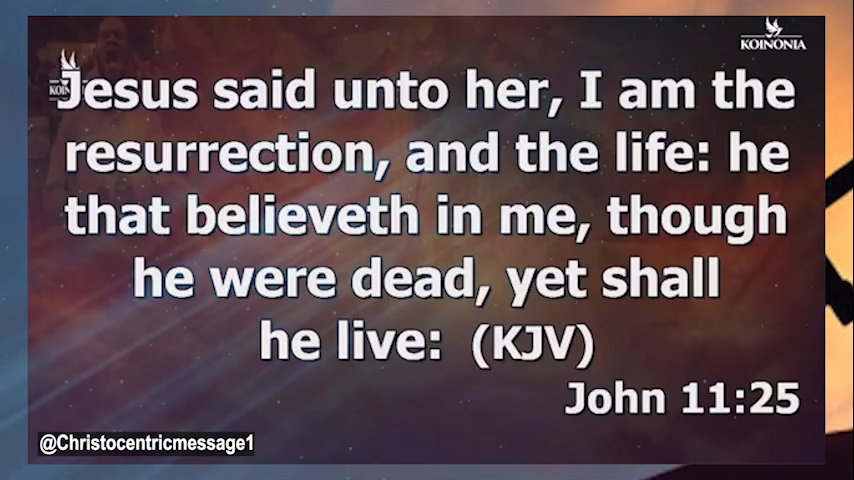 KOINONIA
Jesus said unto her, I am the
resurrection, and the life: he
that believeth in me, though
he were dead, yet shall
he live: (KJV)
John 11:25
@Christocentricmessage1